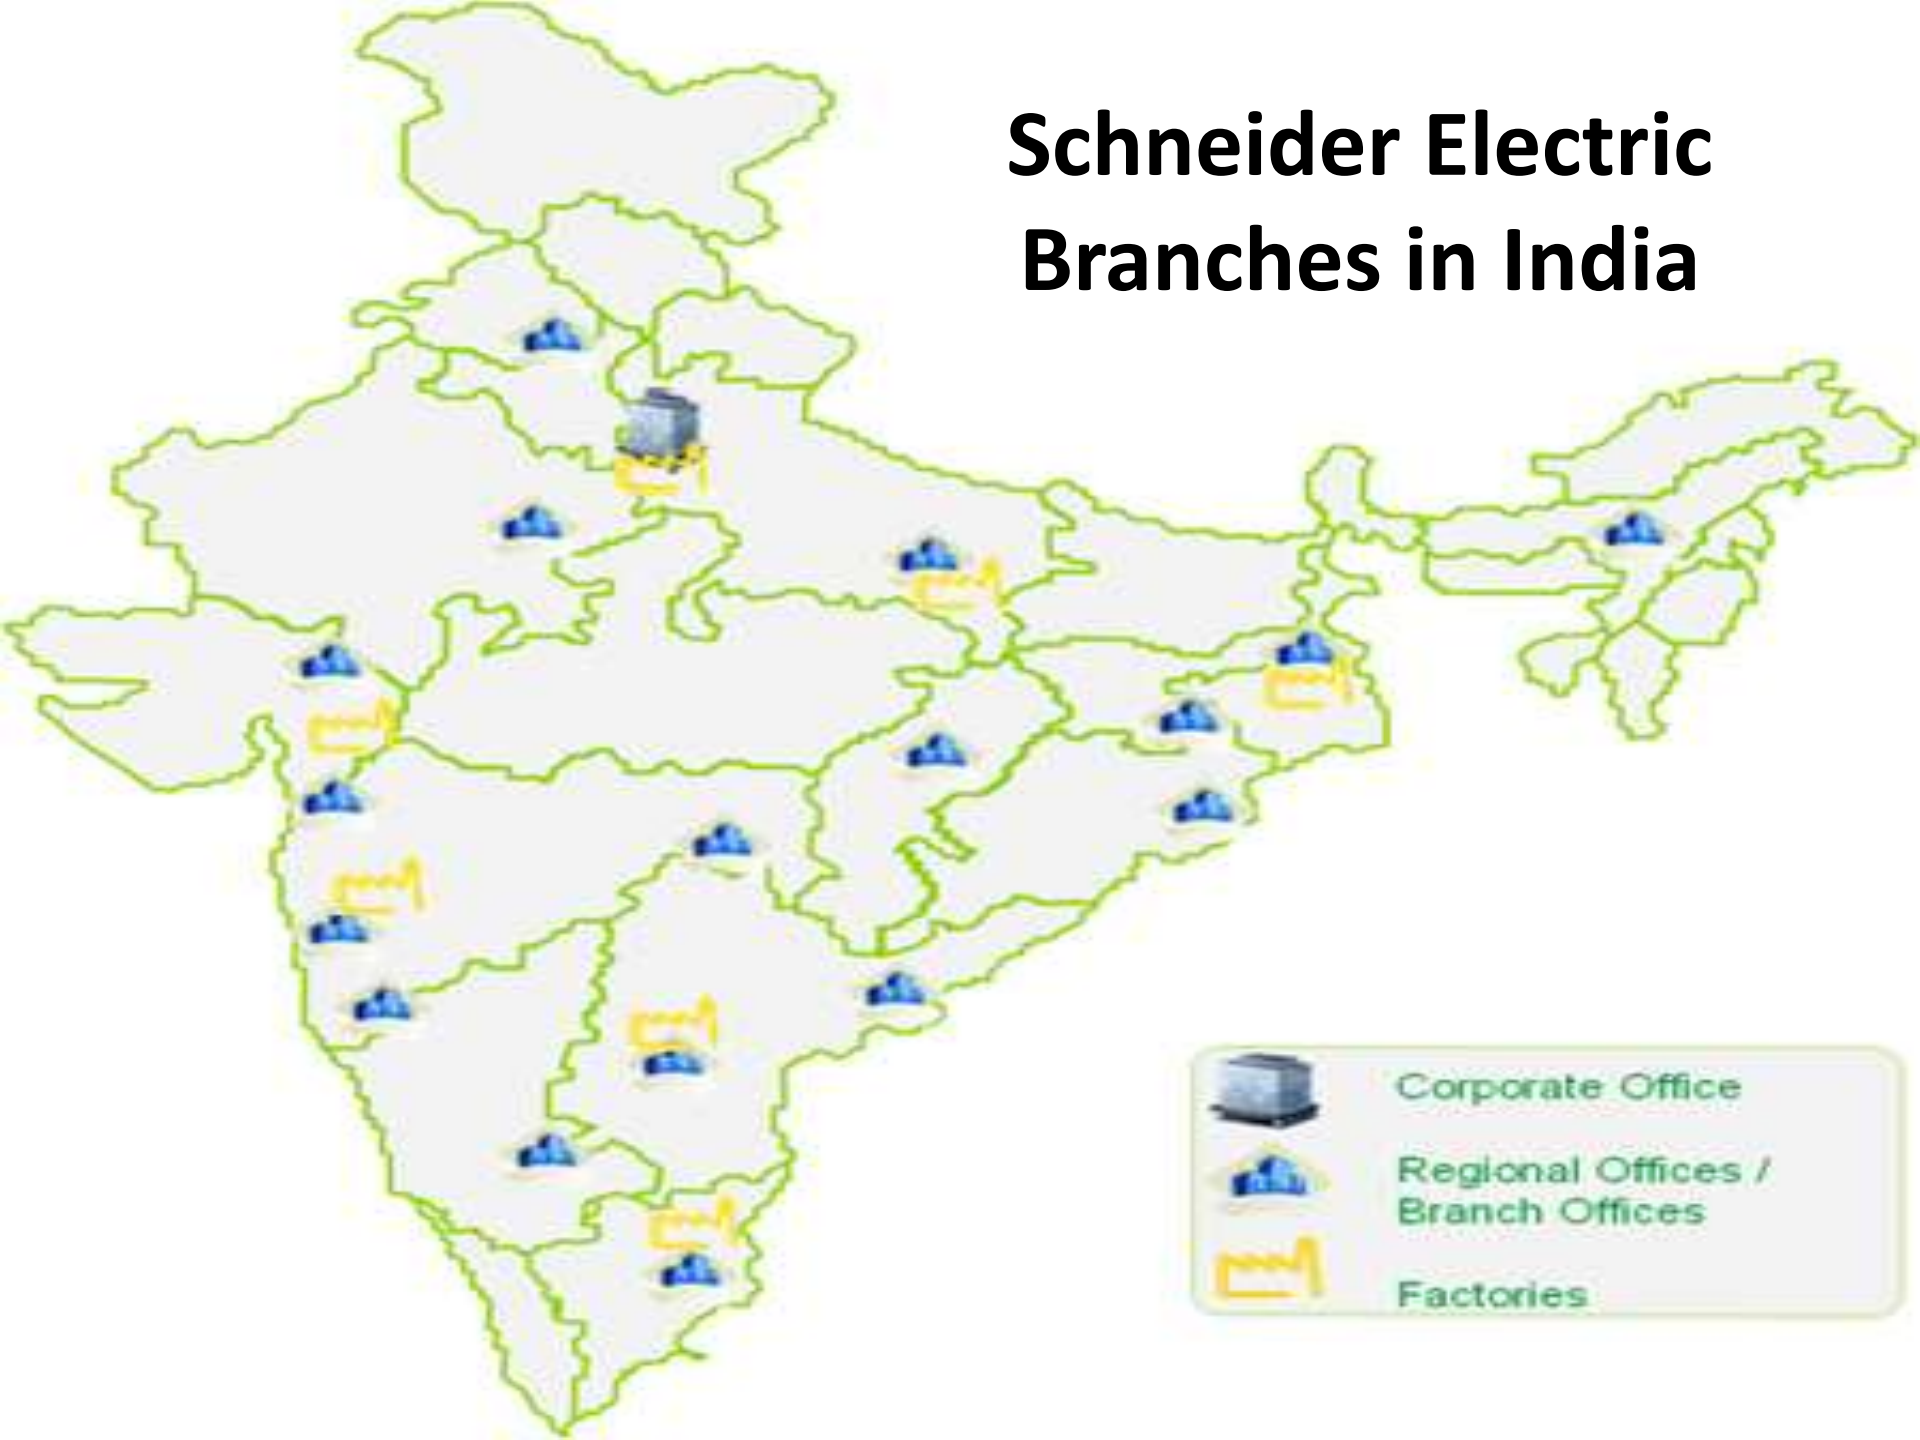 Schneider Electric
Branches in India
Corporate Office
Regional Offices /
Branch Offices
Factories